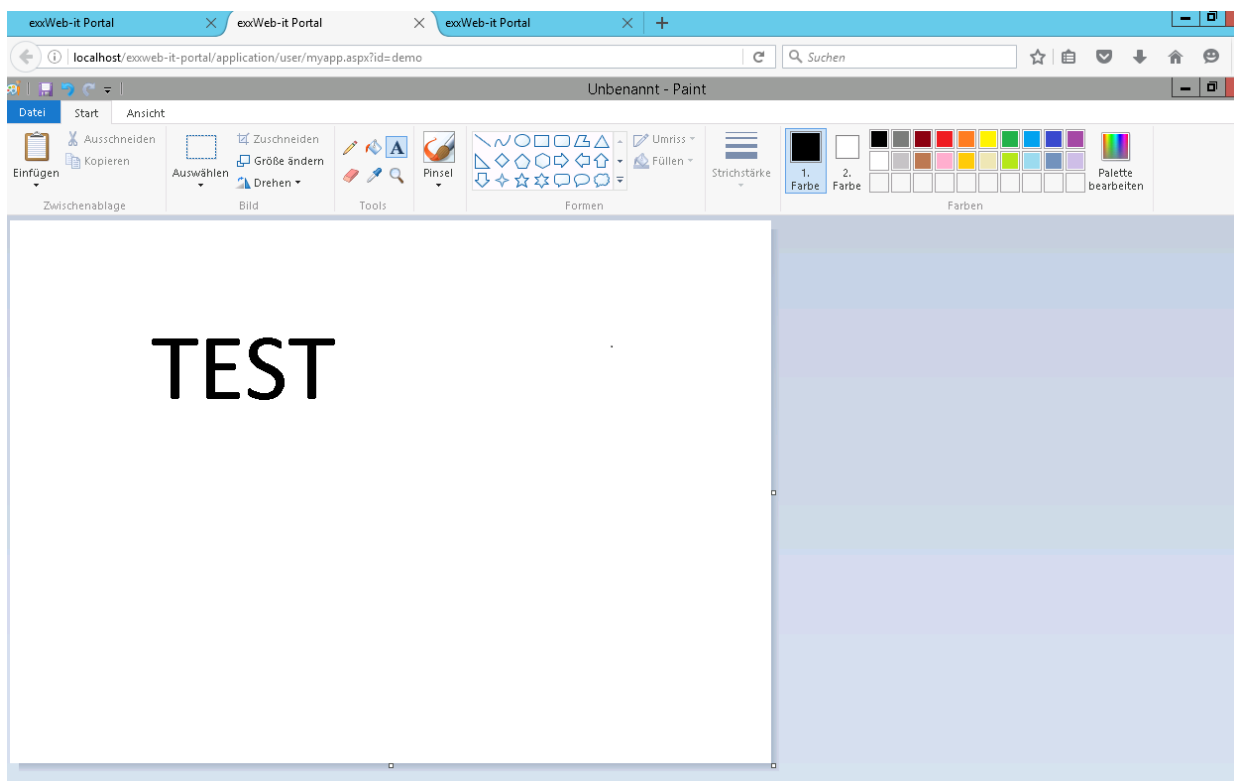 exxWeb-it Portal exxWeb-it Portal exxWeb-it Portal
localhost/exxweb-it-portal/application/user/myapp.aspx?id=demo Suchen
Unbenannt - Paint
Datei Start Ansicht
Einfügen
Ausschneiden
Kopieren
Zwischenablage
Auswählen
Zuschneiden
Größe ändern
Drehen
Bild
A
Tools
Pinsel
Umriss
Füllen
Formen
Strichstärke
1. Farbe
2. Farbe
Palette bearbeiten
Farben
TEST